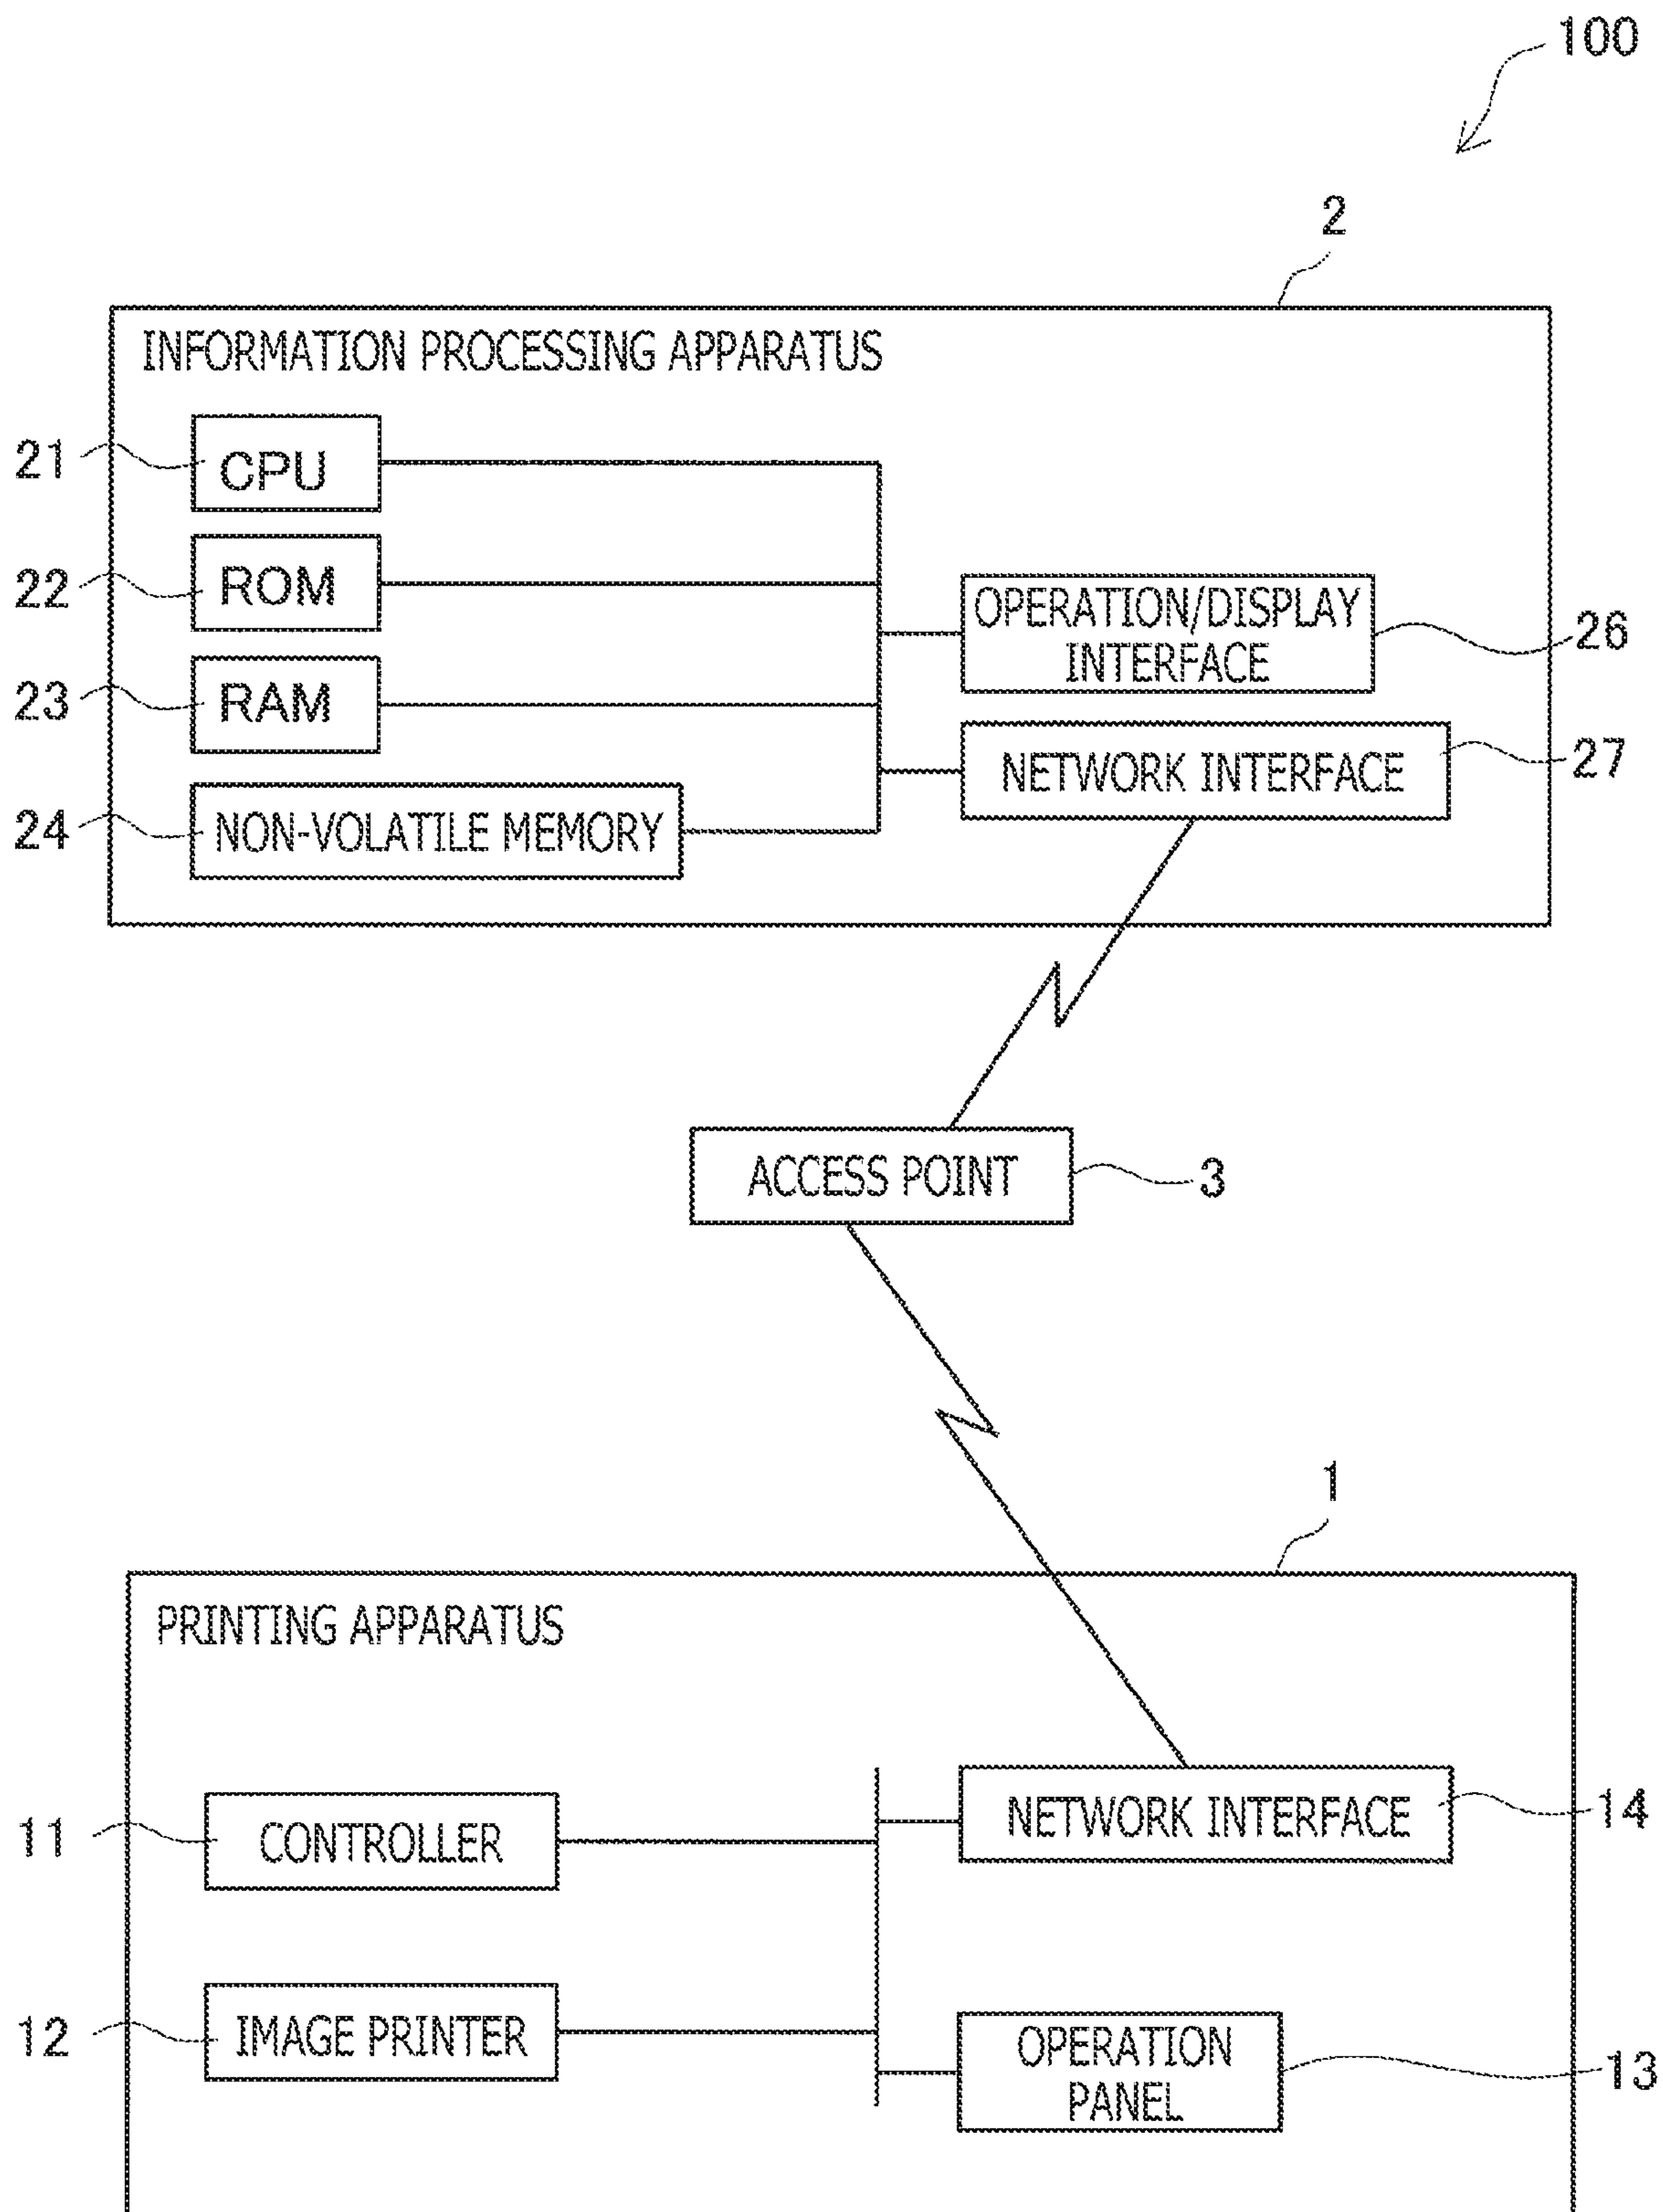 100
2
INFORMATION PROCESSING APPARATUS
21
CPU
22
ROM
OPERATION/DISPLAY
INTERFACE
26
23
RAM
NETWORK INTERFACE
27
24
NON-VOLATILE MEMORY
ACCESS POINT
3
1
PRINTING APPARATUS
NETWORK INTERFACE
14
11
CONTROLLER
12
IMAGE PRINTER
OPERATION
PANEL
13